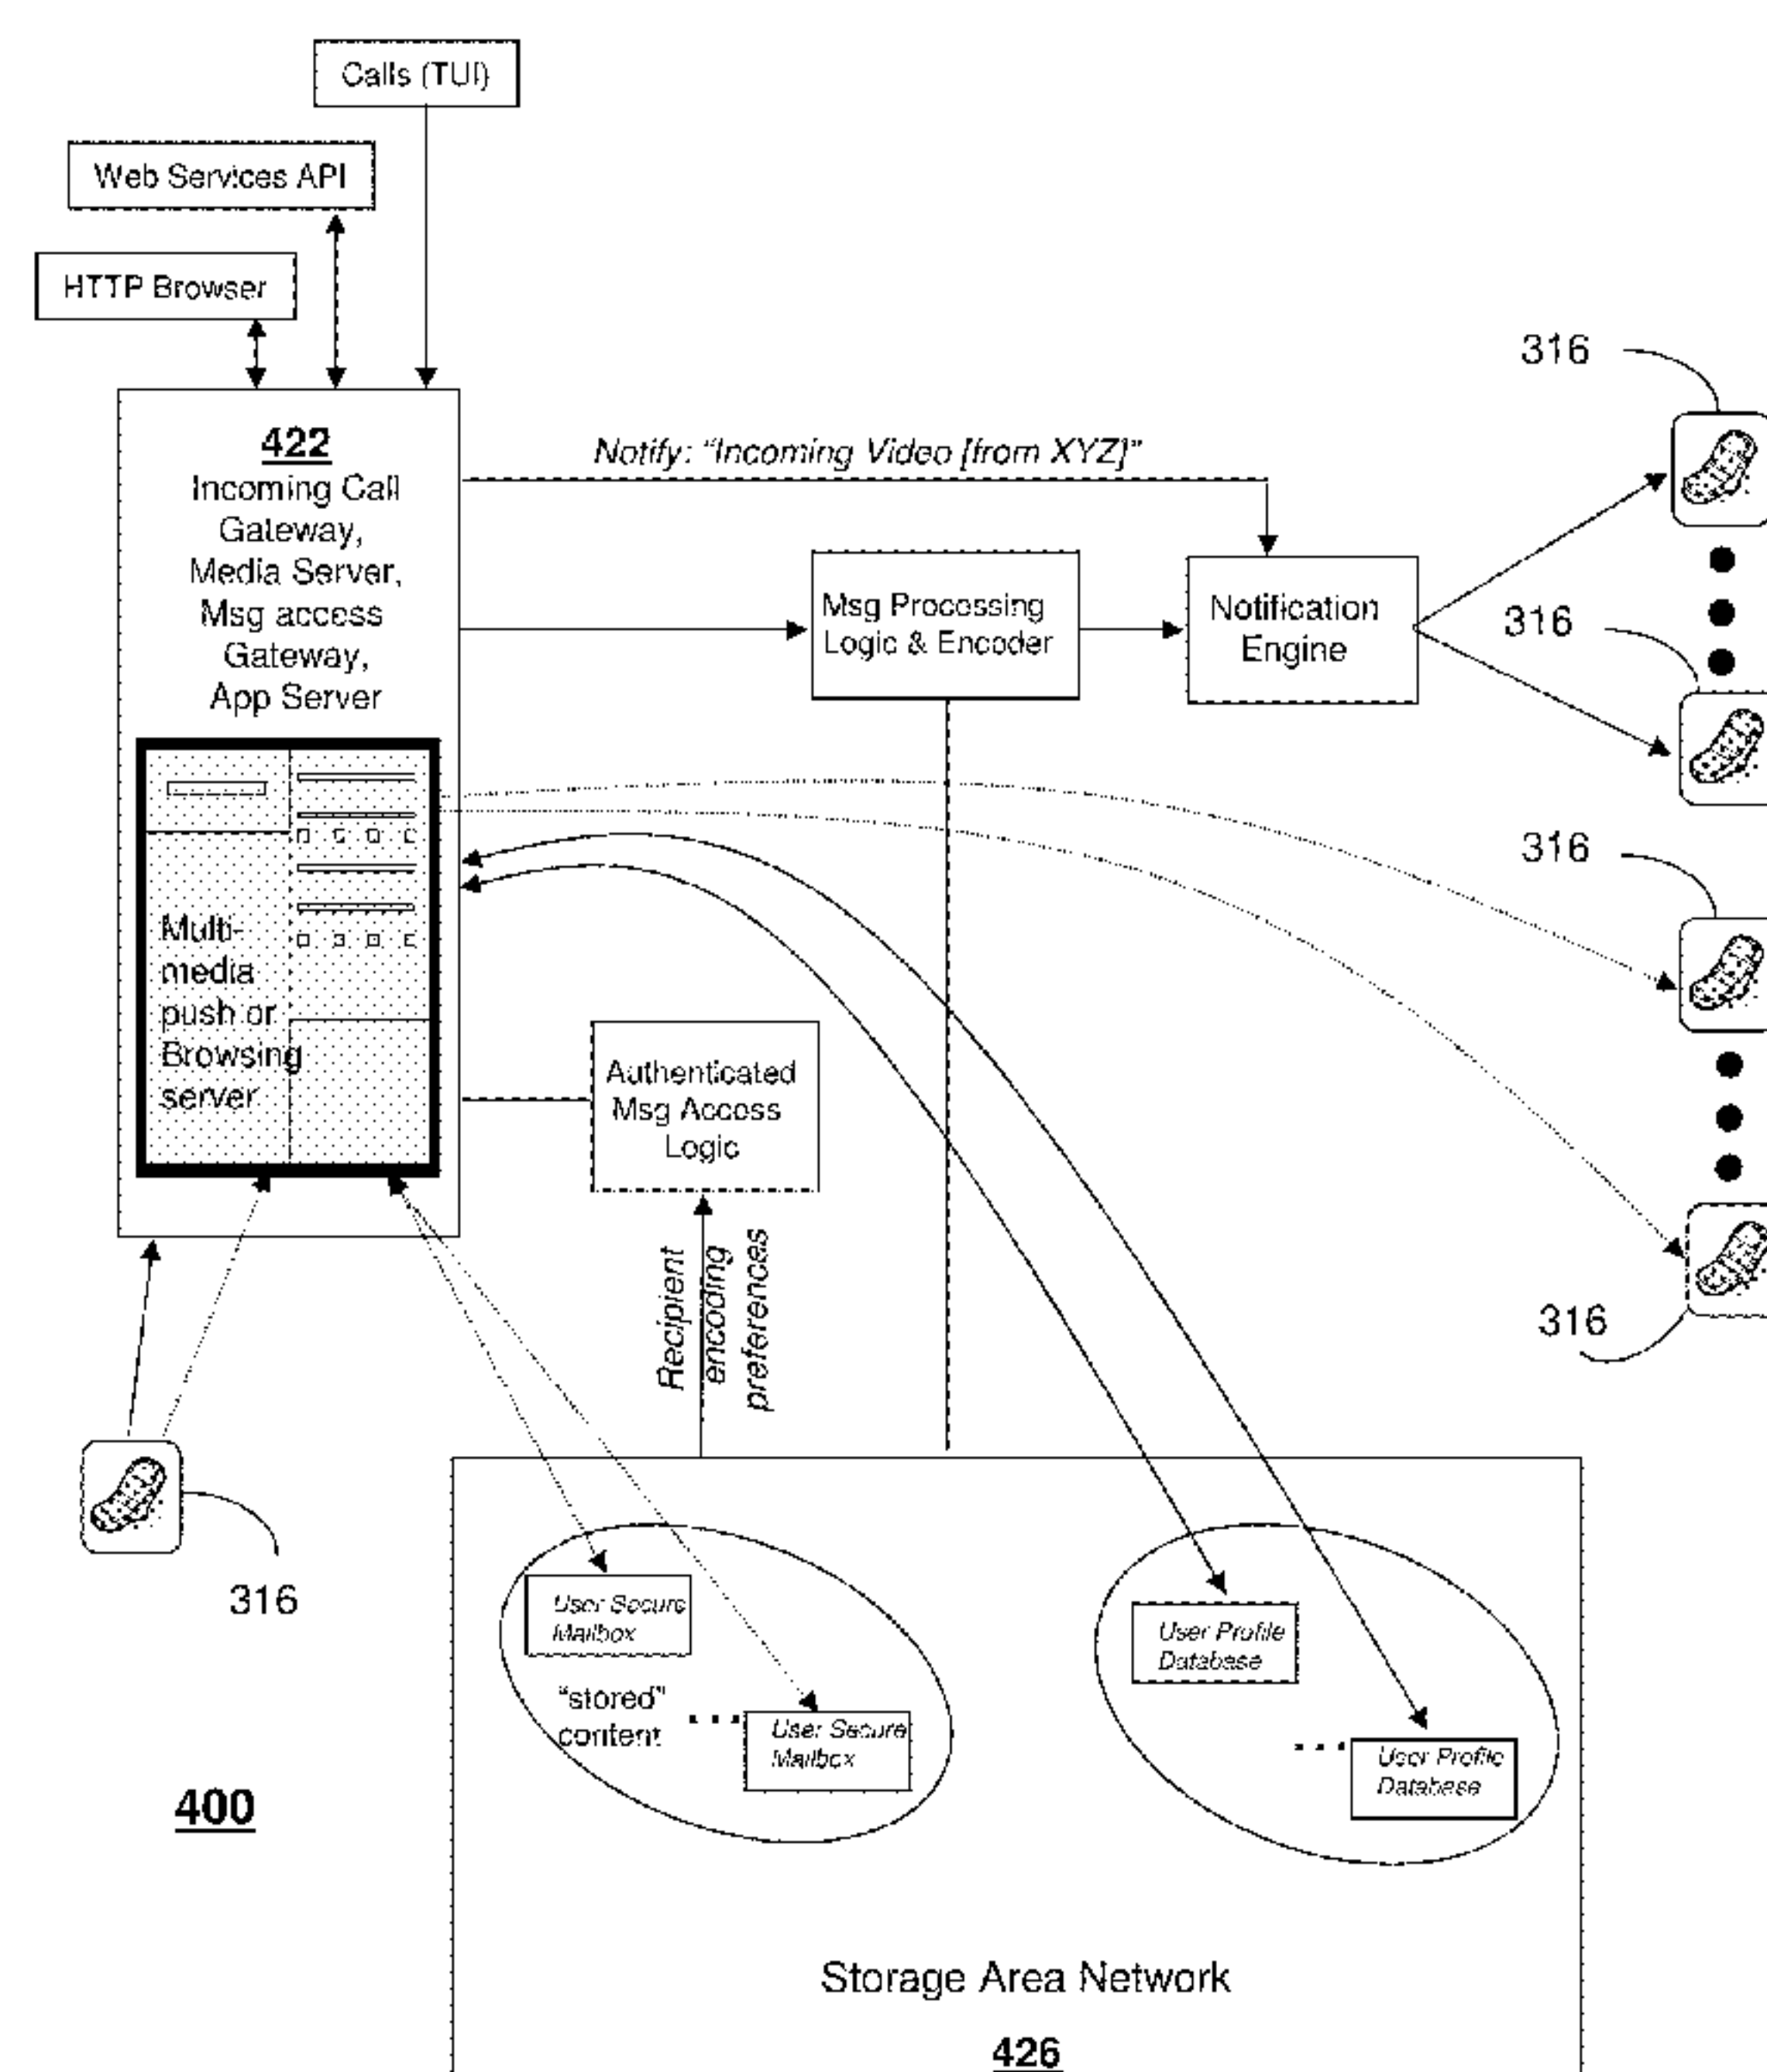 Calls (TUI)
Web Services API
HTTP Browser
316
422
Incoming Call
Gateway,
Media Server,
Msg access
Gateway,
App Server
Notify: “Incoming Video [from XYZ]”
Msg Processing
Logic & Encoder
Notification
Engine
316
316
Multi-
media
push or
Browsing
server
Authenticated
Msg Access
Logic
Recipient
encoding
preferences
316
316
User Secure
Mailbox
“stored”
content
...
User Secure
Mailbox
User Profile
Database
...
User Profile
Database
400
Storage Area Network
426